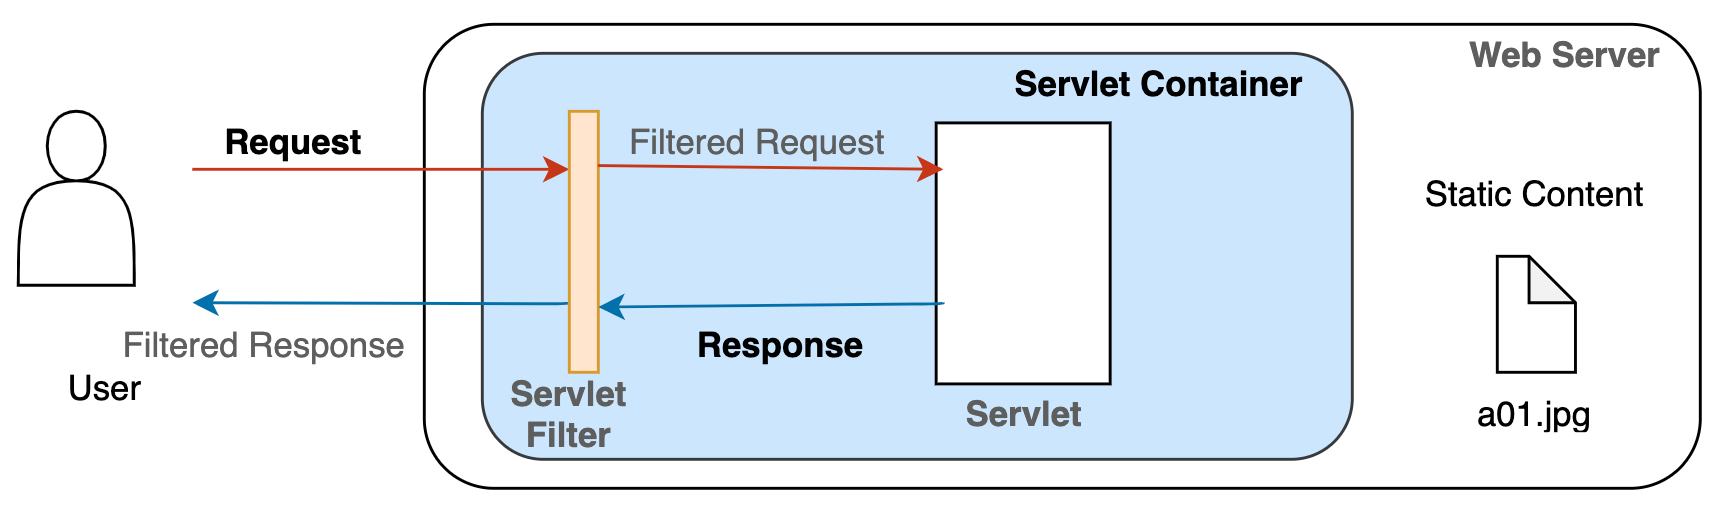 Web Server
Servlet Container
Request
Filtered Request
Static Content
Filtered Response
Response
User
Servlet
Filter
Servlet
a01.jpg